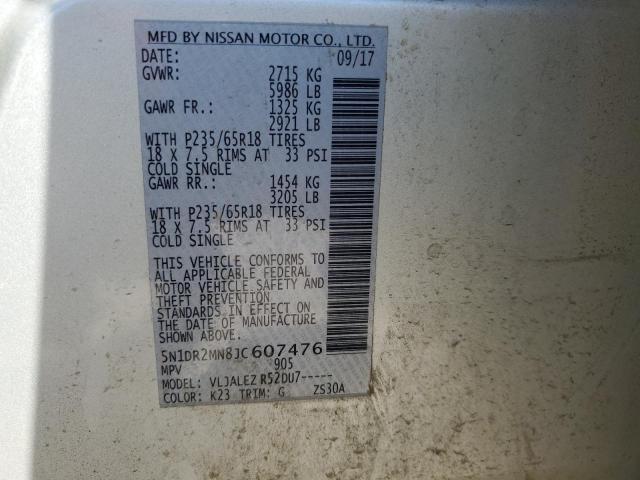 MFD BY NISSAN MOTOR CO., LTD.
DATE: 09/17
GVWR: 2715 KG
5986 LB
GAWR FR.: 1325 KG
2921 LB
WITH P235/65R18 TIRES
18 X 7.5 RIMS AT 33 PSI
COLD SINGLE
GAWR RR.: 1454 KG
3205 LB
WITH P235/65R18 TIRES
18 X 7.5 RIMS AT 33 PSI
COLD SINGLE
THIS VEHICLE CONFORMS TO
ALL APPLICABLE FEDERAL
MOTOR VEHICLE SAFETY AND
THEFT PREVENTION
STANDARDS IN EFFECT ON
THE DATE OF MANUFACTURE
SHOWN ABOVE.
5N1DR2MN8JC607476
MPV 905
MODEL: VLJALEZ R52DU7-----
COLOR: K23 TRIM: G ZS30A